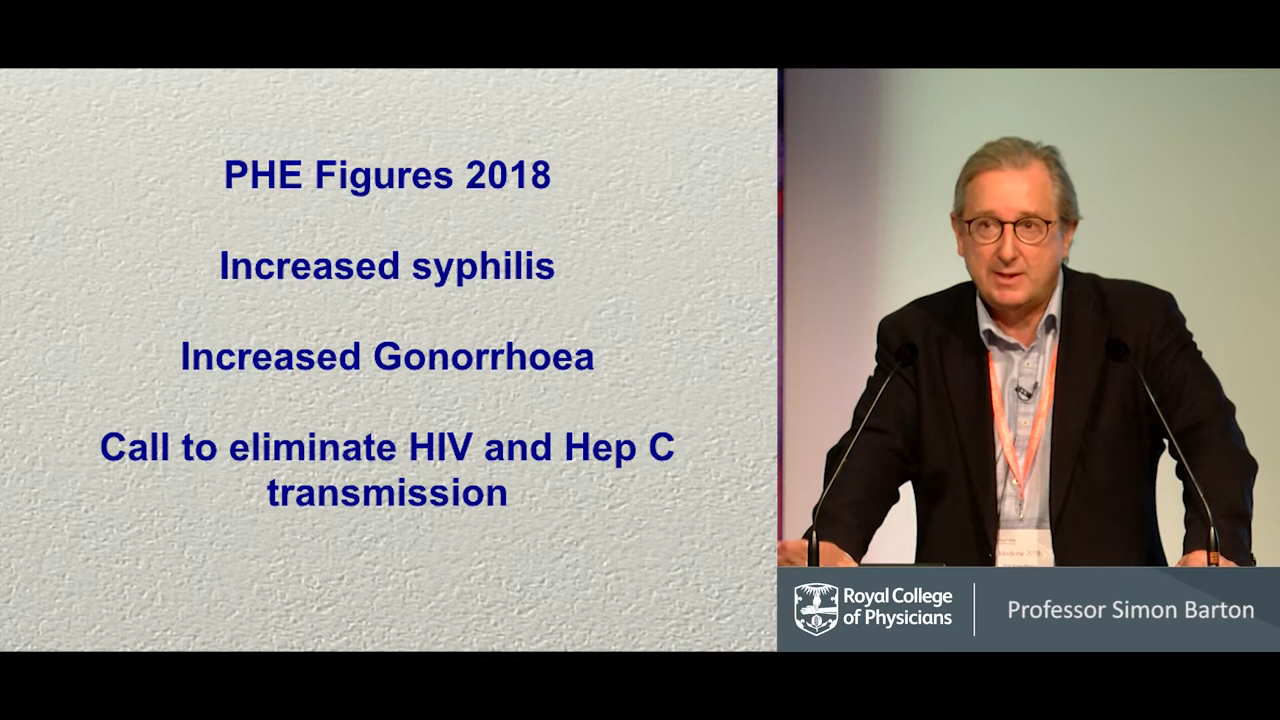 PHE Figures 2018
Increased syphilis
Increased Gonorrhoea
Call to eliminate HIV and Hep C
transmission
Royal College
of Physicians
Professor Simon Barton